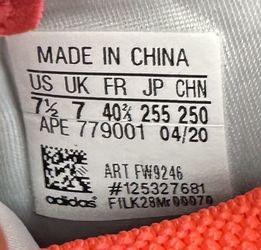 MADE IN CHINA
US UK FR JP CHN
7½ 7 40⅔ 255 250
APE 779001 04/20
ART FW9246
#125327681
adidas F1LK28Mr00070